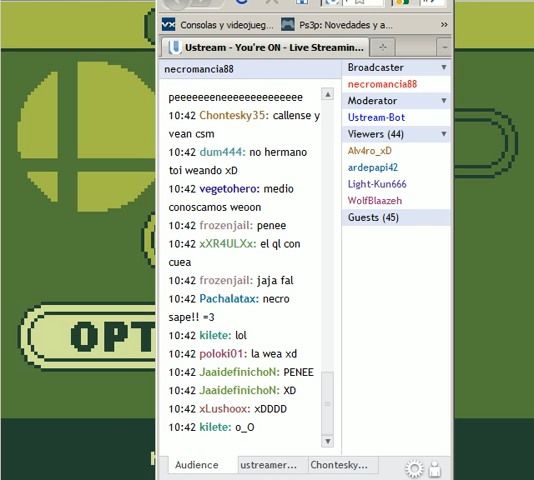 Consolas y videojueg...
Ps3p: Novedades y a...
»
Ustream - You're ON - Live Streamin...
necromancia88
peeeeeeeneeeeeeeeeeeeee
10:42 Chontesky35: callense y
vean csm
10:42 dum444: no hermano
toi weando xD
10:42 vegetohero: medio
conoscamos weoon
10:42 frozenjail: penee
10:42 xXR4ULXx: el ql con
cuea
10:42 frozenjail: jaja fal
10:42 Pachalatax: necro
sape!! =3
10:42 kilete: lol
10:42 poloki01: la wea xd
10:42 JaaidefinichoN: PENEE
10:42 JaaidefinichoN: XD
10:42 xLushoox: xDDDD
10:42 kilete: o_O
Broadcaster
necromancia88
Moderator
Ustream-Bot
Viewers (44)
Alv4ro_xD
ardepapi42
Light-Kun666
WolfBlaazeh
Guests (45)
Audience
ustreamer...
Chontesky...
OPT